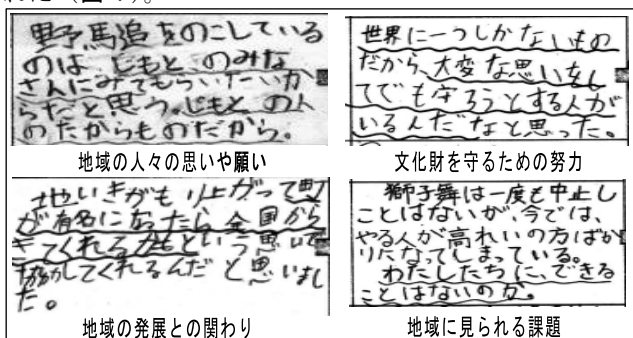 野馬追をのこしている
のは じもと のみな
さんにみてもらいたーいか
らだと思う。じもと の人
のたからものだから。
地域の人々の思いや願い
世界に一つしかないもの
だから、大変な思いをし
てでも守ろうとする人が
いるんだなと思った。
文化財を守るための努力
地いきがもり上がって町
が有名になったら全国から
きてくれるかもという思いで
協力してくれるんだと思いまし
た。
地域の発展との関わり
獅子舞は一度も中止し
ことはないが、今では、
やる人が高れいの方ばか
りになってしまっている。
わたしたちに、できる
ことはないのか。
地域に見られる課題